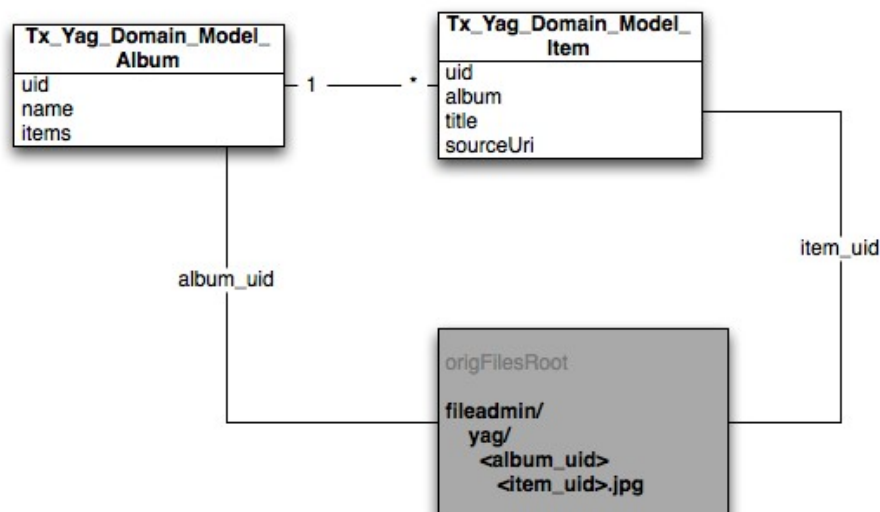 Tx_Yag_Domain_Model_
Album
uid
name
items
1
*
Tx_Yag_Domain_Model_
Item
uid
album
title
sourceUri
album_uid
item_uid
origFilesRoot
fileadmin/
yag/
<album_uid>
<item_uid>.jpg